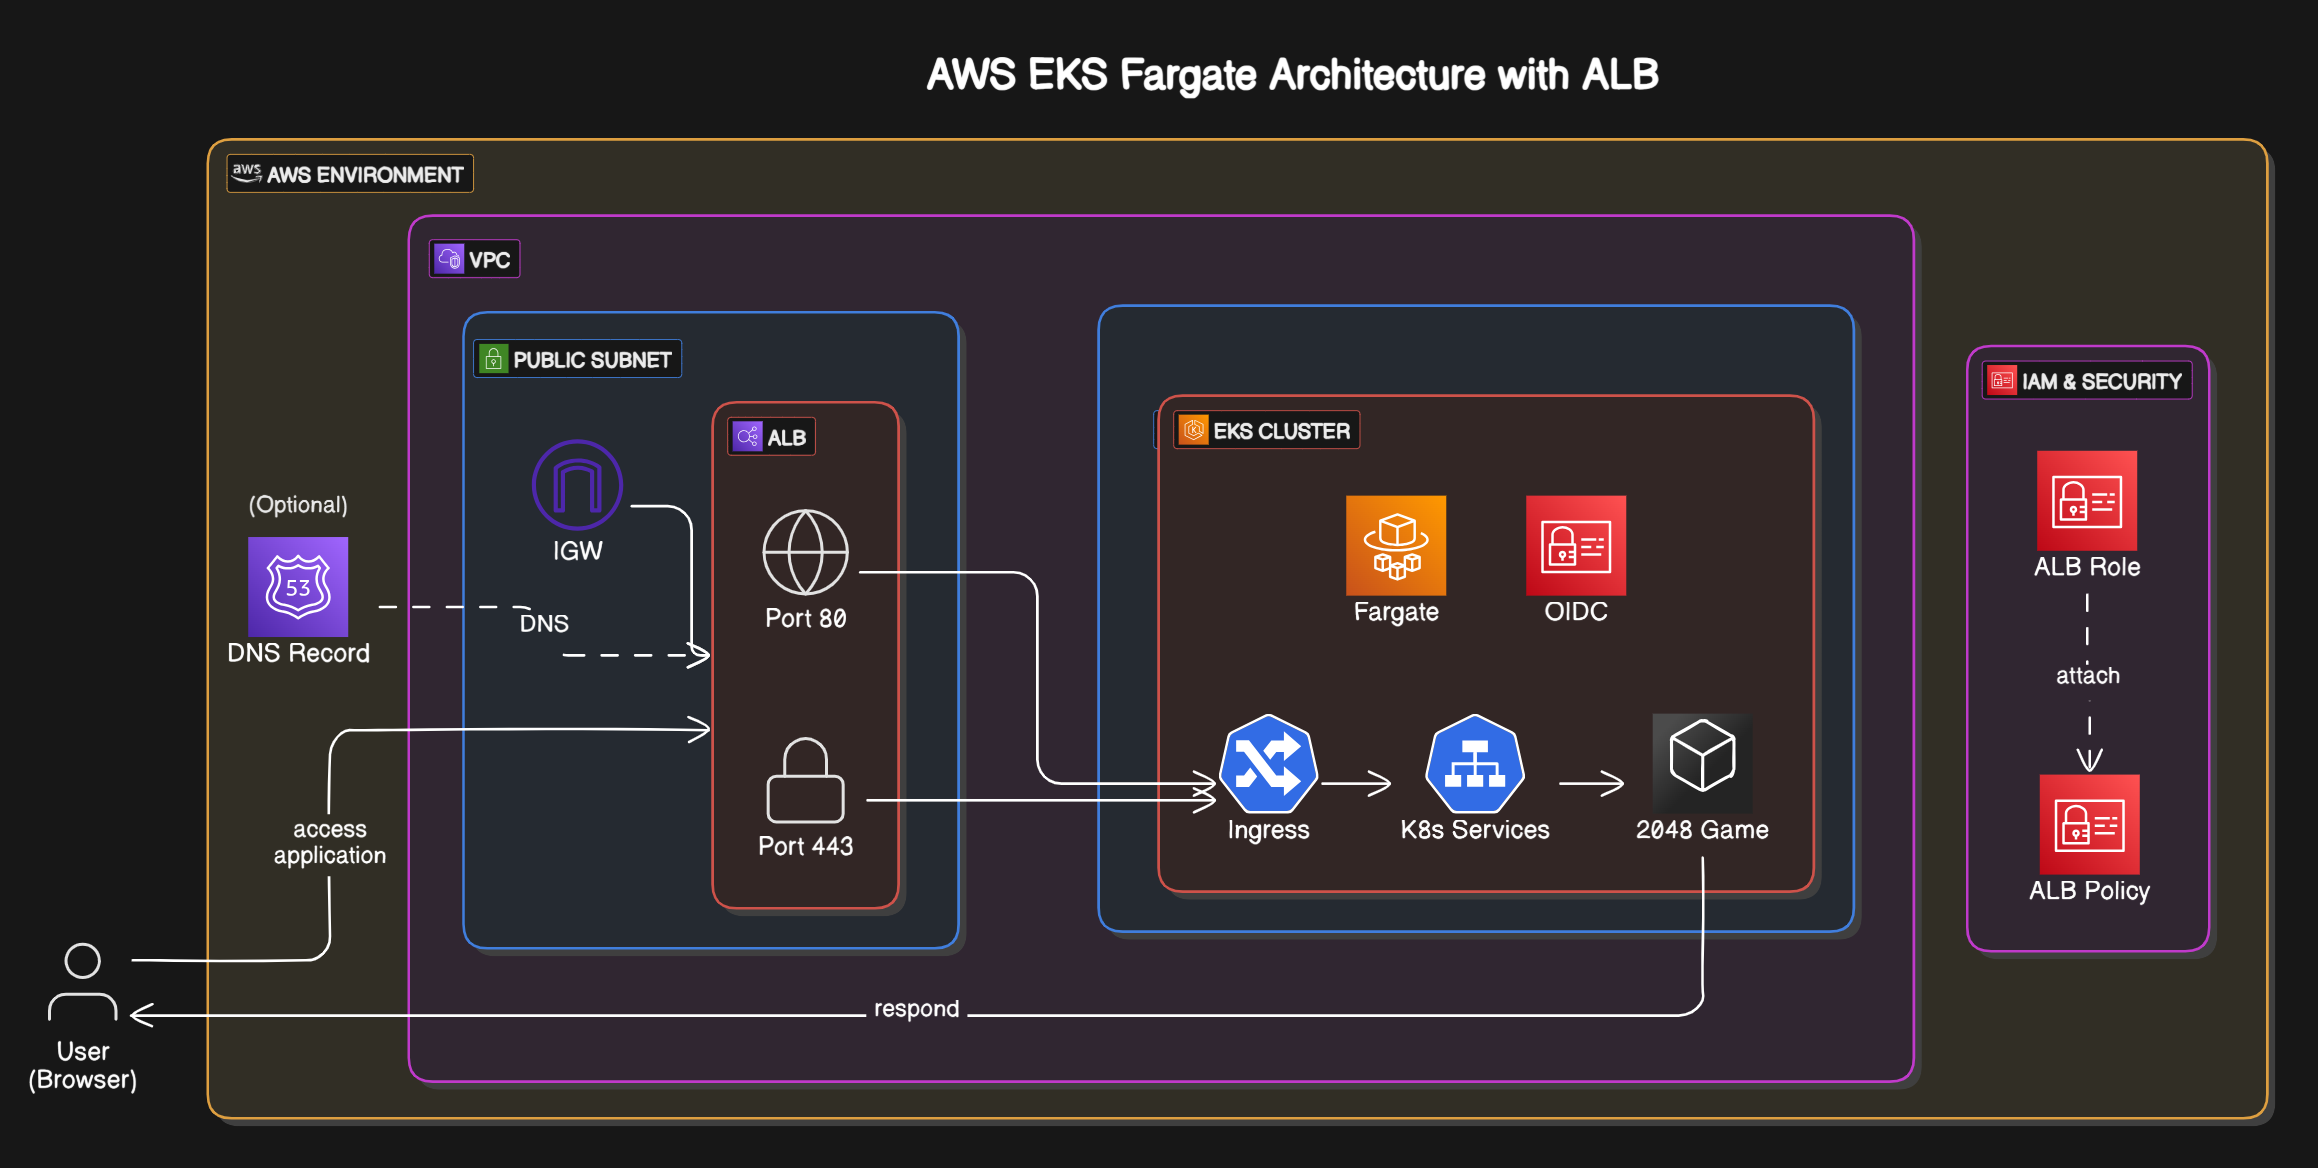 AWS EKS Fargate Architecture with ALB
aws AWS ENVIRONMENT
VPC
PUBLIC SUBNET
ALB
EKS CLUSTER
IAM & SECURITY
(Optional)
53
DNS Record
IGW
DNS
Port 80
Port 443
Fargate
OIDC
Ingress
K8s Services
2048 Game
ALB Role
attach
ALB Policy
access
application
respond
User
(Browser)